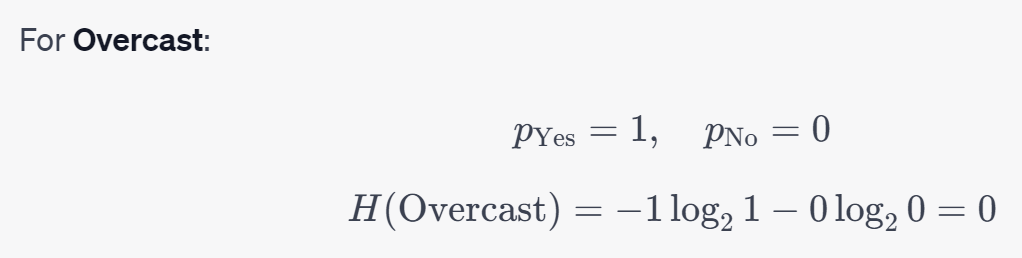 For Overcast:
p_Yes = 1, p_No = 0
H(Overcast) = −1 log₂ 1 − 0 log₂ 0 = 0